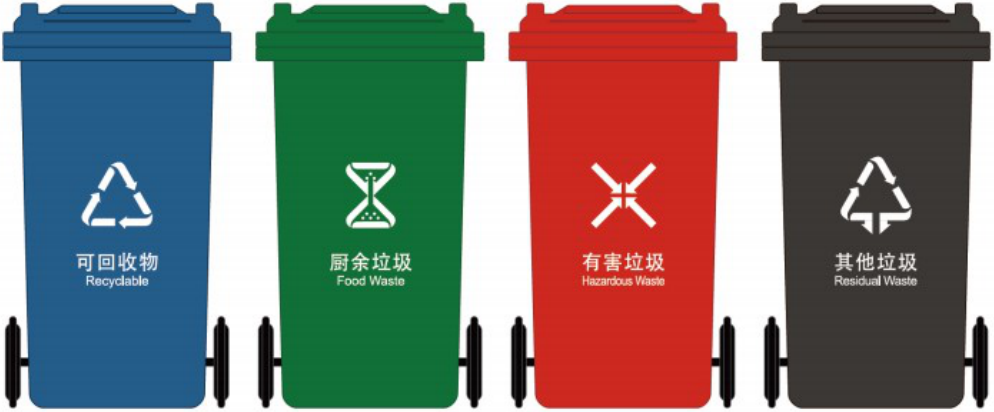 可回收物
Recyclable
厨余垃圾
Food Waste
有害垃圾
Hazardous Waste
其他垃圾
Residual Waste